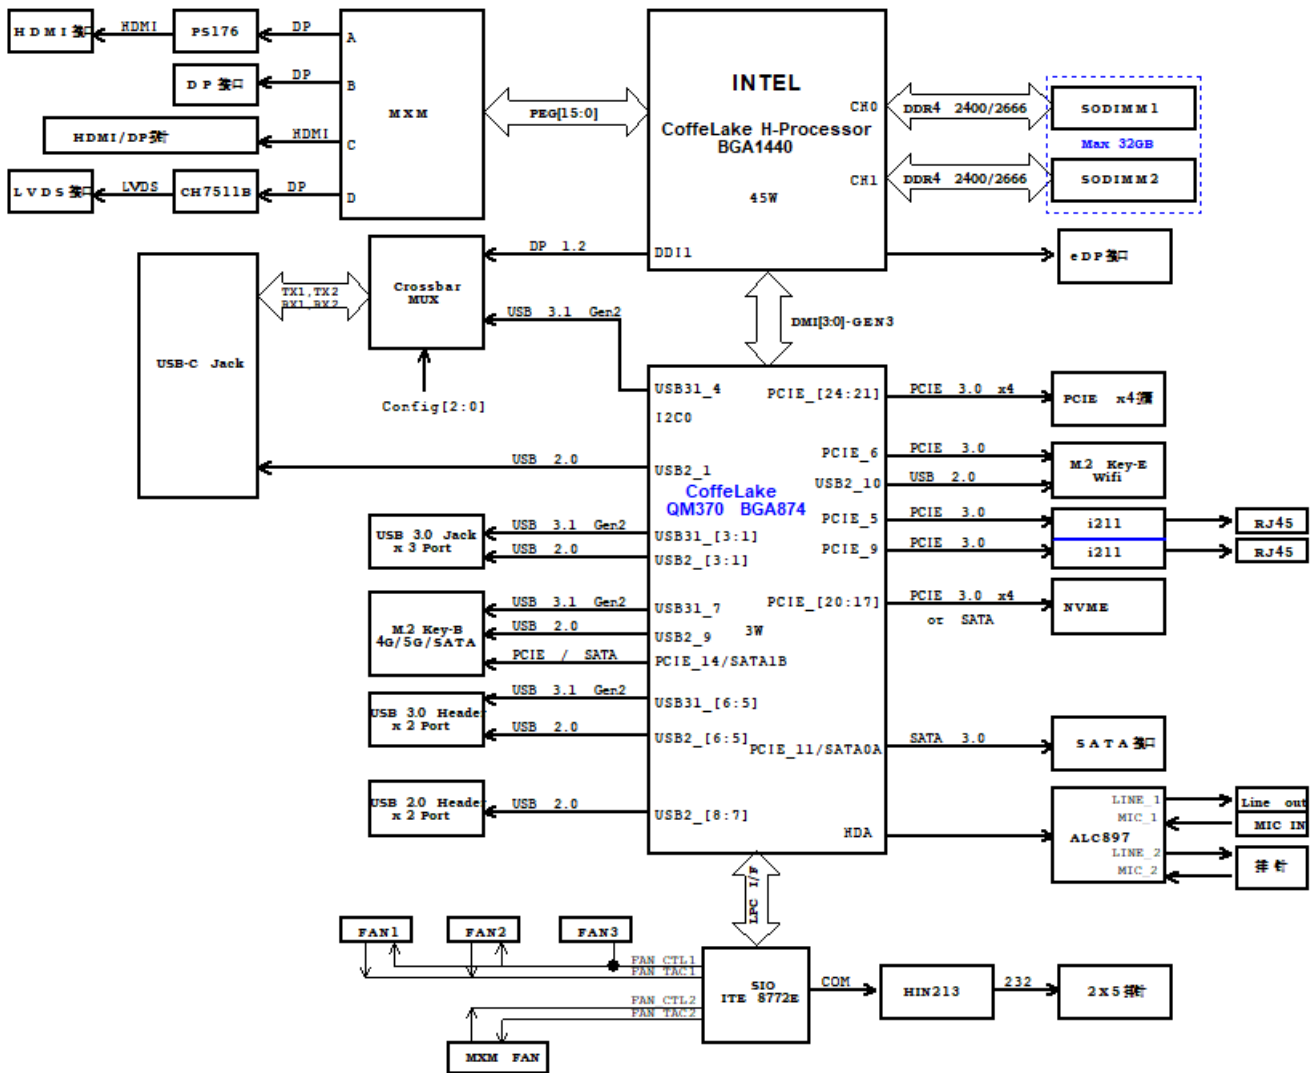 HDMI接口
HDMI
PS176
DP
A
DP接口
DP
B
MXM
HDMI/DP排针
HDMI
C
LVDS接口
LVDS
CH7511B
DP
D
PEG[15:0]
INTEL
CoffeLake H-Processor
BGA1440
45W
CH0
CH1
DDI1
DDR4 2400/2666
SODIMM1
Max 32GB
DDR4 2400/2666
SODIMM2
eDP接口
DP 1.2
Crossbar
MUX
TX1,TX2
RX1,RX2
USB-C Jack
USB 3.1 Gen2
Config[2:0]
DMI[3:0]-GEN3
USB31_4
I2C0
USB 2.0
USB2_1
CoffeLake
QM370 BGA874
3W
USB 3.0 Jack
x 3 Port
USB 3.1 Gen2
USB31_[3:1]
USB 2.0
USB2_[3:1]
M.2 Key-B
4G/5G/SATA
USB 3.1 Gen2
USB31_7
USB 2.0
USB2_9
PCIE / SATA
PCIE_14/SATA1B
USB 3.0 Header
x 2 Port
USB 3.1 Gen2
USB31_[6:5]
USB 2.0
USB2_[6:5]
USB 2.0 Header
x 2 Port
USB 2.0
USB2_[8:7]
PCIE_[24:21]
PCIE 3.0 x4
PCIE x4插
PCIE_6
PCIE 3.0
USB2_10
USB 2.0
M.2 Key-E
Wifi
PCIE_5
PCIE 3.0
i211
RJ45
PCIE_9
PCIE 3.0
i211
RJ45
PCIE_[20:17]
PCIE 3.0 x4
or SATA
NVME
PCIE_11/SATA0A
SATA 3.0
SATA接口
HDA
ALC897
LINE_1
Line out
MIC_1
MIC IN
LINE_2
MIC_2
排针
LPC I/F
FAN1
FAN2
FAN3
FAN CTL1
FAN TAC1
FAN CTL2
FAN TAC2
MXM FAN
SIO
ITE 8772E
COM
HIN213
232
2X5排针